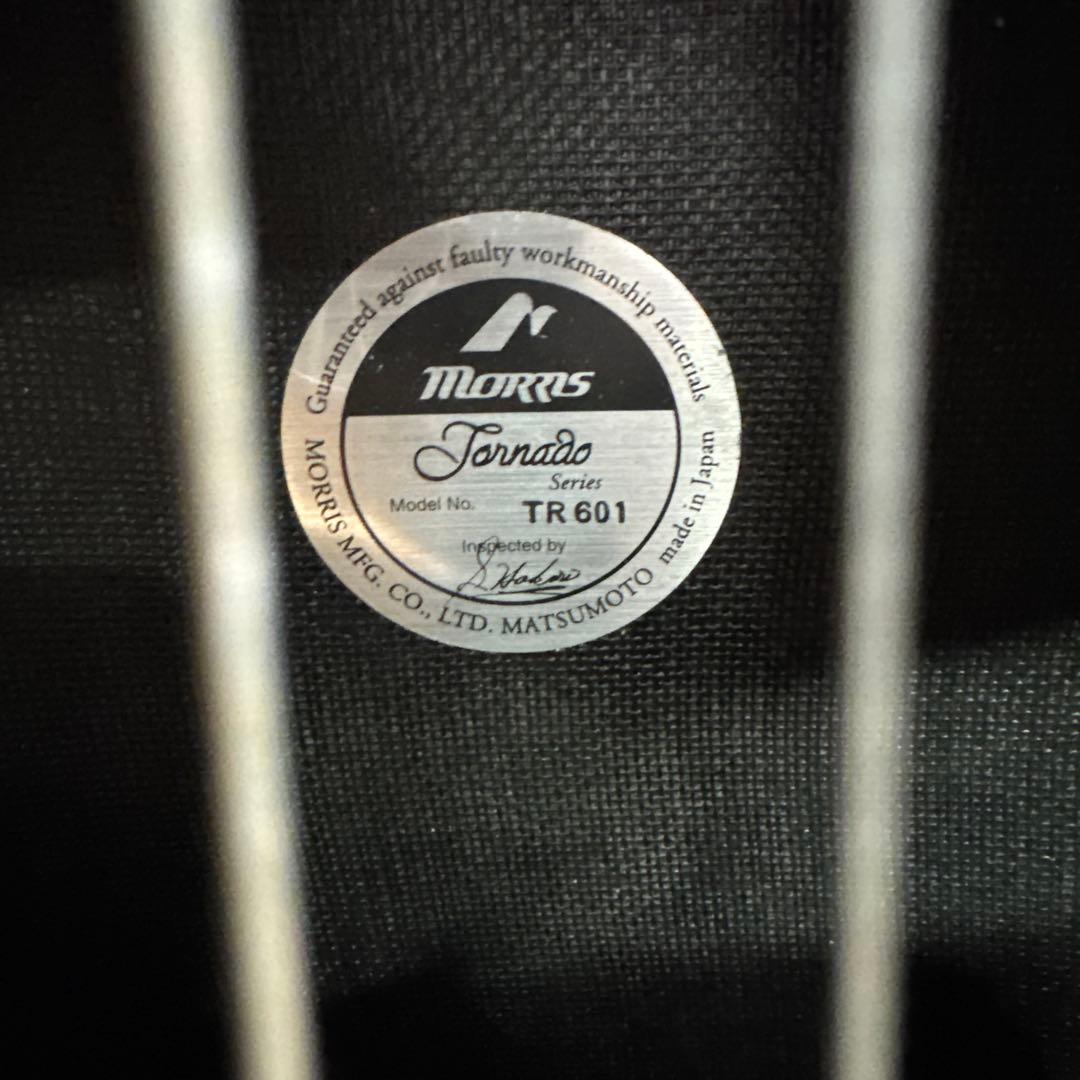 Guaranteed against faulty workmanship materials
MORRIS
Tornado
Series
Model No. TR 601
Inspected by
MORRIS MFG. CO., LTD. MATSUMOTO made in Japan